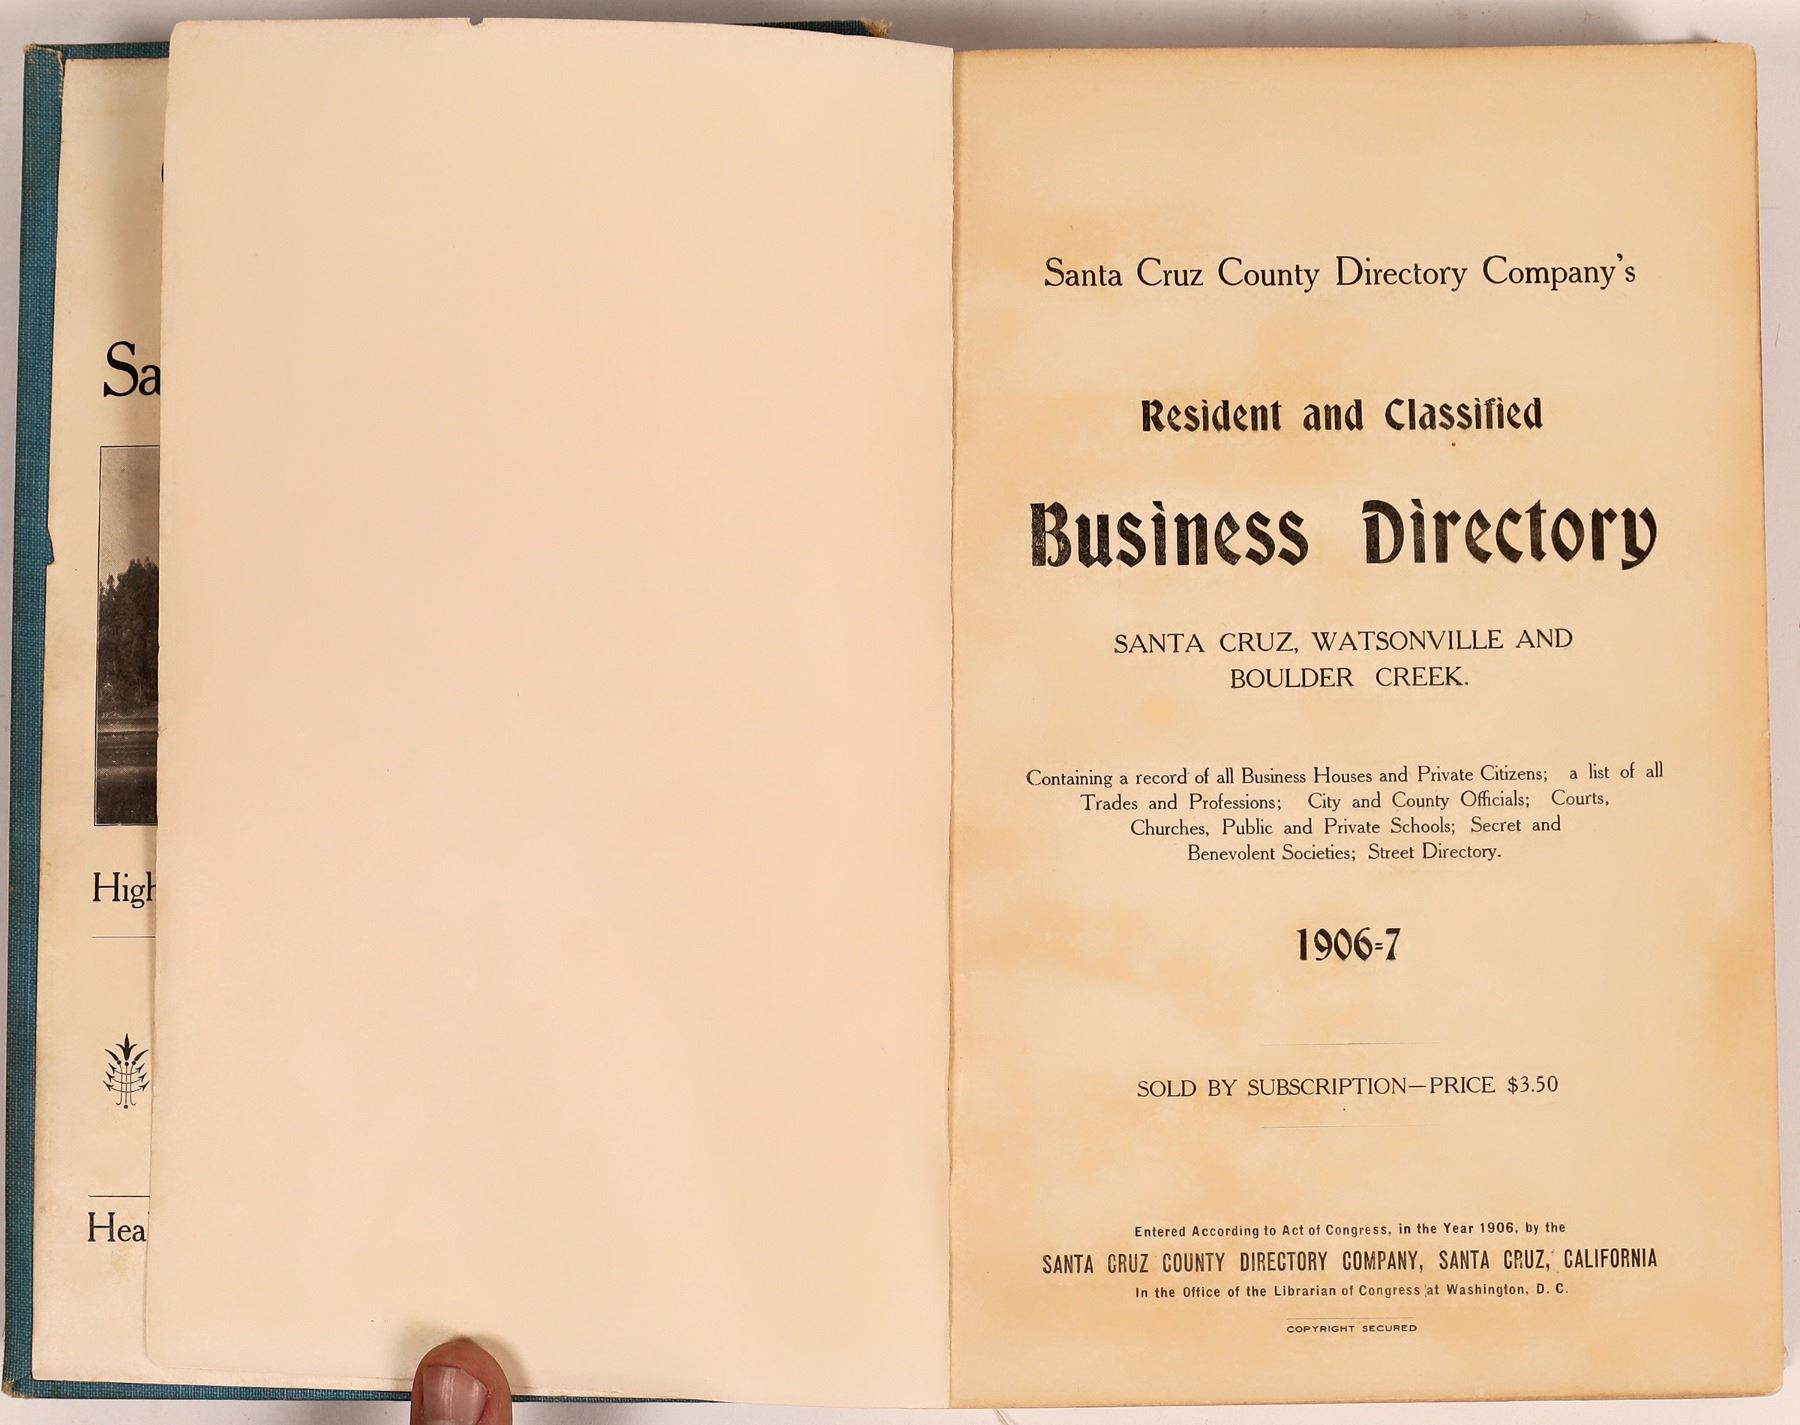 Sa
High
Hea
Santa Cruz County Directory Company's
Resident and Classified
Business Directory
SANTA CRUZ, WATSONVILLE AND
BOULDER CREEK.
Containing a record of all Business Houses and Private Citizens; a list of all
Trades and Professions; City and County Officials; Courts,
Churches, Public and Private Schools; Secret and
Benevolent Societies; Street Directory.
1906-7
SOLD BY SUBSCRIPTION—PRICE $3.50
Entered According to Act of Congress, in the Year 1906, by the
SANTA CRUZ COUNTY DIRECTORY COMPANY, SANTA CRUZ, CALIFORNIA
In the Office of the Librarian of Congress at Washington, D. C.
COPYRIGHT SECURED